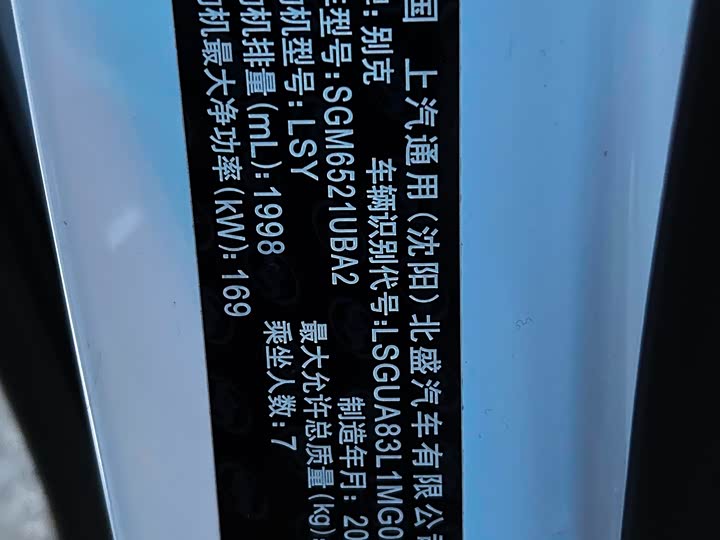 国 上汽通用(沈阳)北盛汽车有限公司
: 别克 车辆识别代号:LSGUA83L1MG0
型号:SGM6521UBA2 制造年月:20
机型号:LSY 最大允许总质量(kg):
机排量(mL):1998 乘坐人数:7
机最大净功率(kW):169